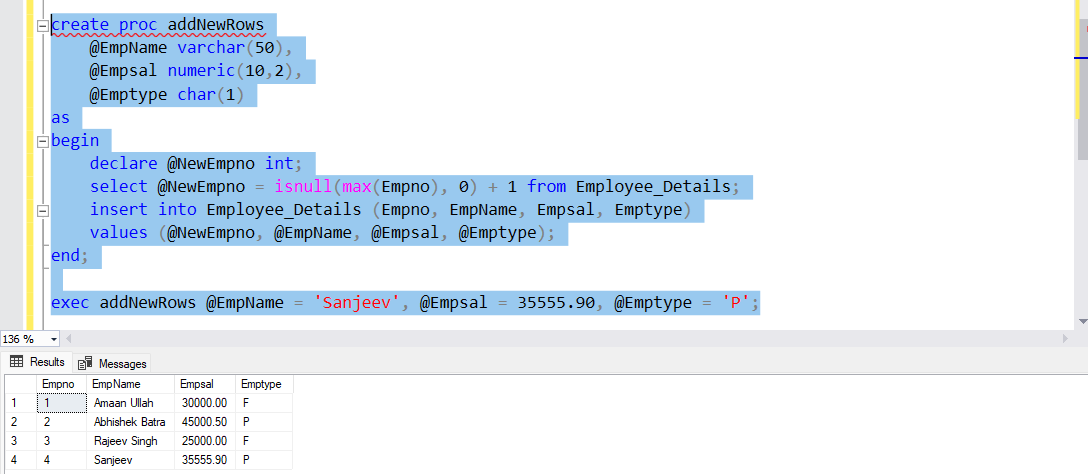 create proc addNewRows
@EmpName varchar(50),
@Empsal numeric(10,2),
@Emptype char(1)
as
begin
declare @NewEmpno int;
select @NewEmpno = isnull(max(Empno), 0) + 1 from Employee_Details;
insert into Employee_Details (Empno, EmpName, Empsal, Emptype)
values (@NewEmpno, @EmpName, @Empsal, @Emptype);
end;
exec addNewRows @EmpName = 'Sanjeev', @Empsal = 35555.90, @Emptype = 'P';
136 %
Results Messages
Empno EmpName Empsal Emptype
1 1 Amaan Ullah 30000.00 F
2 2 Abhishek Batra 45000.50 P
3 3 Rajeev Singh 25000.00 F
4 4 Sanjeev 35555.90 P